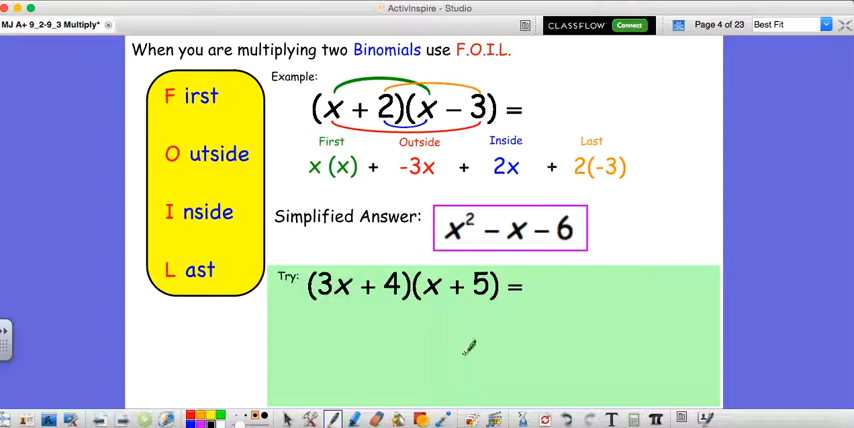 ActivInspire - Studio
MJ A+ 9_2-9_3 Multiply*
CLASSFLOW Connect
Page 4 of 23
Best Fit
When you are multiplying two Binomials use F.O.I.L.
F irst
O utside
I nside
L ast
Example:
(x + 2)(x − 3) =
First Outside Inside Last
x (x) + -3x + 2x + 2(-3)
Simplified Answer: x² − x − 6
Try: (3x + 4)(x + 5) =